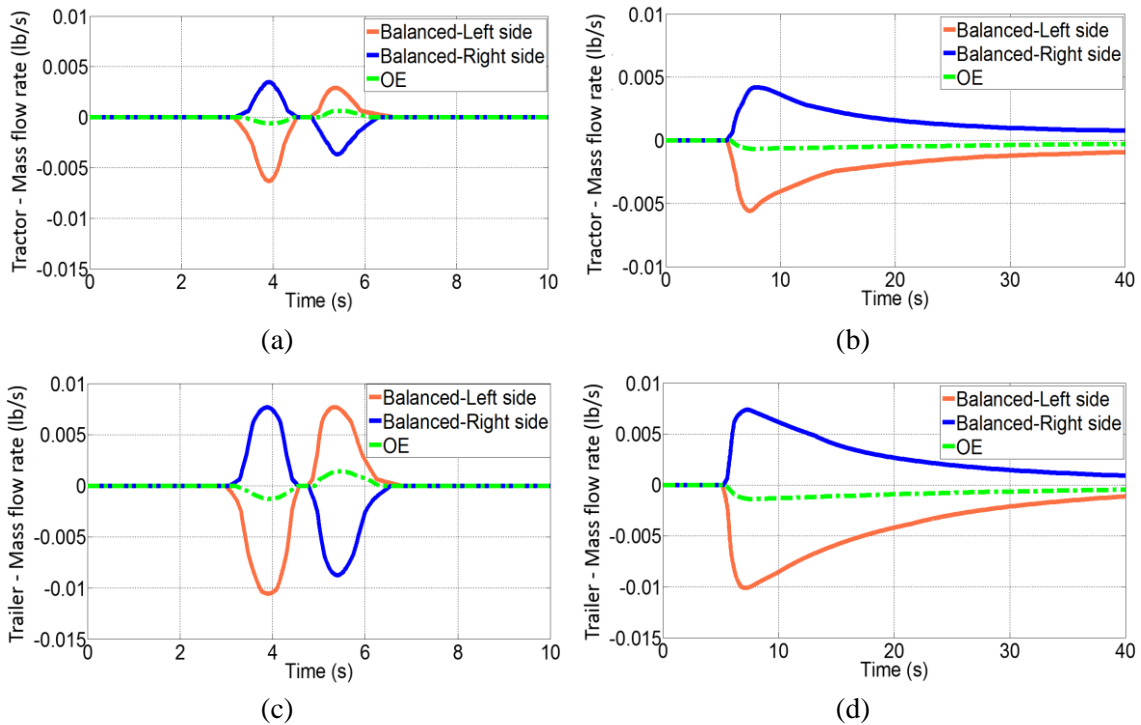 0.01
0.005
0
-0.005
-0.01
-0.015
Tractor - Mass flow rate (lb/s)
Balanced-Left side
Balanced-Right side
OE
0 2 4 6 8 10
Time (s)
(a)
0.01
0.005
0
-0.005
-0.01
Tractor - Mass flow rate (lb/s)
Balanced-Left side
Balanced-Right side
OE
0 10 20 30 40
Time (s)
(b)
0.01
0.005
0
-0.005
-0.01
-0.015
Trailer - Mass flow rate (lb/s)
Balanced-Left side
Balanced-Right side
OE
0 2 4 6 8 10
Time (s)
(c)
0.01
0.005
0
-0.005
-0.01
-0.015
Trailer - Mass flow rate (lb/s)
Balanced-Left side
Balanced-Right side
OE
0 10 20 30 40
Time (s)
(d)